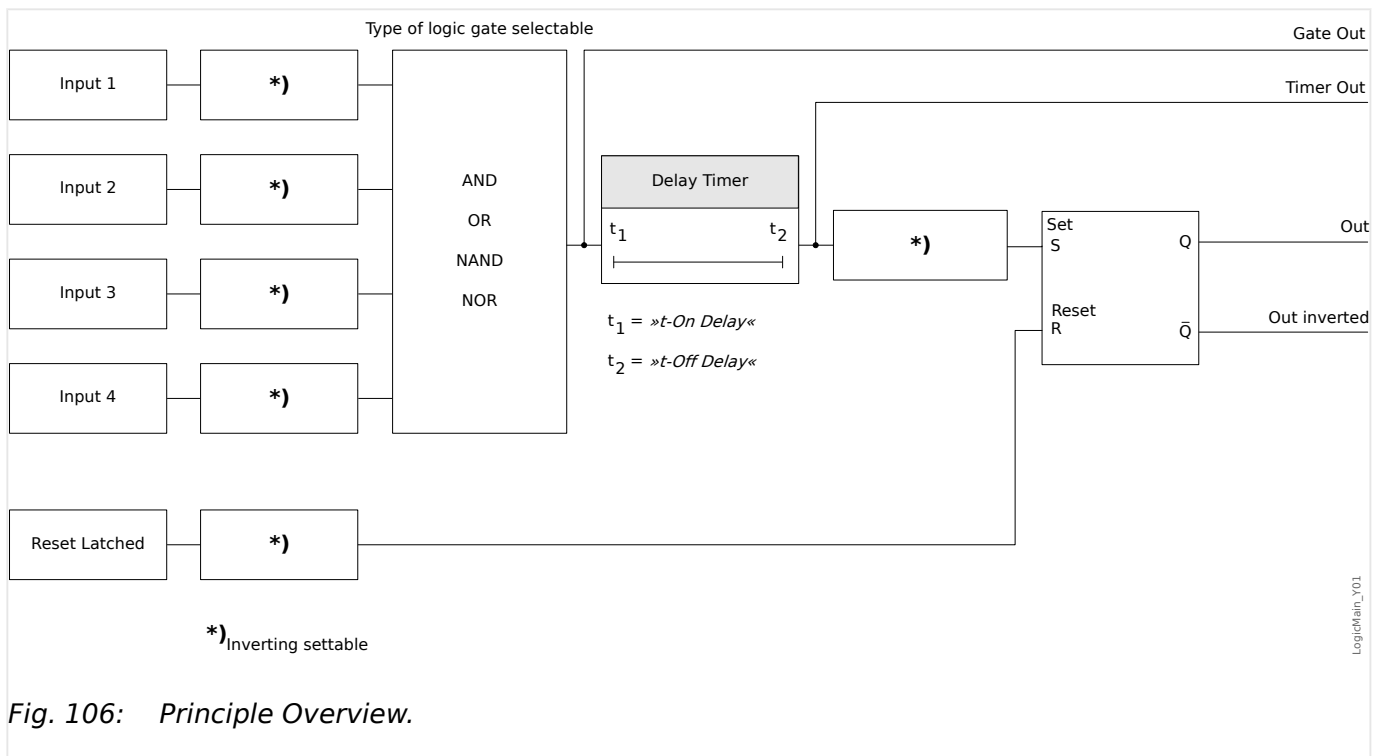 Type of logic gate selectable
Gate Out
Timer Out
Input 1
*)
Input 2
*)
Input 3
*)
Input 4
*)
AND
OR
NAND
NOR
Delay Timer
t1
t2
t1 = »t-On Delay«
t2 = »t-Off Delay«
*)
Set
S
Q
Reset
R
Q̅
Out
Out inverted
Reset Latched
*)
*)Inverting settable
LogicMain_Y01
Fig. 106: Principle Overview.